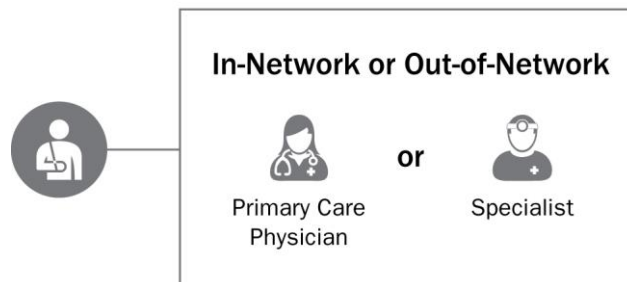 In-Network or Out-of-Network
or
Primary Care
Physician
Specialist